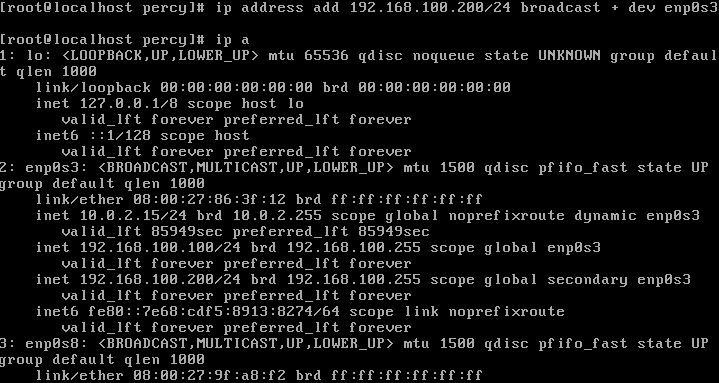 [root@localhost percy]# ip address add 192.168.100.200/24 broadcast + dev enp0s3
[root@localhost percy]# ip a
1: lo: <LOOPBACK,UP,LOWER_UP> mtu 65536 qdisc noqueue state UNKNOWN group defaul
t qlen 1000
    link/loopback 00:00:00:00:00:00 brd 00:00:00:00:00:00
    inet 127.0.0.1/8 scope host lo
       valid_lft forever preferred_lft forever
    inet6 ::1/128 scope host
       valid_lft forever preferred_lft forever
2: enp0s3: <BROADCAST,MULTICAST,UP,LOWER_UP> mtu 1500 qdisc pfifo_fast state UP
group default qlen 1000
    link/ether 08:00:27:86:3f:12 brd ff:ff:ff:ff:ff:ff
    inet 10.0.2.15/24 brd 10.0.2.255 scope global noprefixroute dynamic enp0s3
       valid_lft 85949sec preferred_lft 85949sec
    inet 192.168.100.100/24 brd 192.168.100.255 scope global enp0s3
       valid_lft forever preferred_lft forever
    inet 192.168.100.200/24 brd 192.168.100.255 scope global secondary enp0s3
       valid_lft forever preferred_lft forever
    inet6 fe80::7e68:cdf5:8913:8274/64 scope link noprefixroute
       valid_lft forever preferred_lft forever
3: enp0s8: <BROADCAST,MULTICAST,UP,LOWER_UP> mtu 1500 qdisc pfifo_fast state UP
group default qlen 1000
    link/ether 08:00:27:9f:a8:f2 brd ff:ff:ff:ff:ff:ff